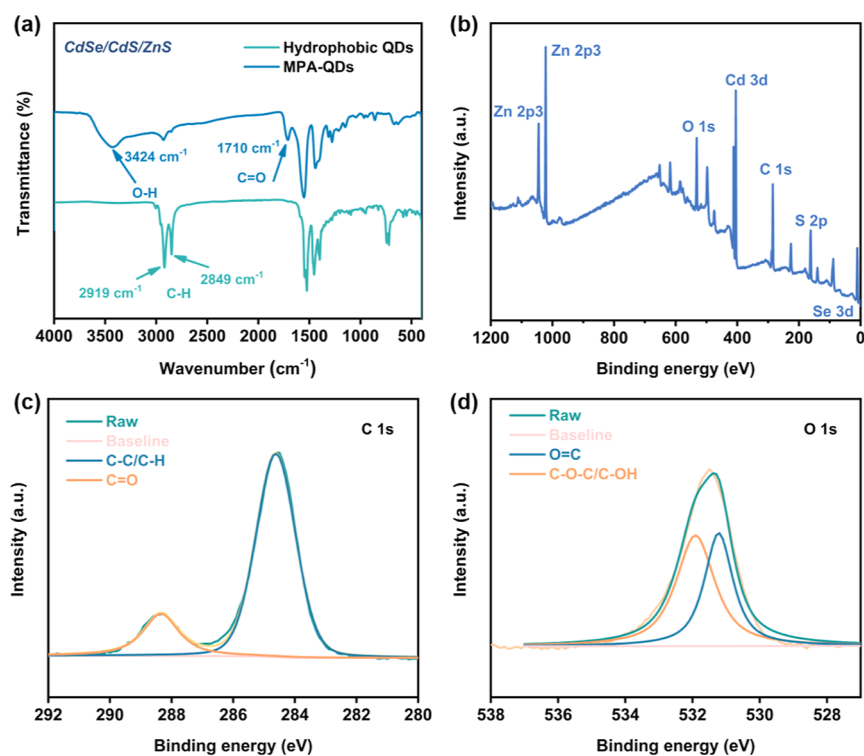 (a)
CdSe/CdS/ZnS
Hydrophobic QDs
MPA-QDs
Transmittance (%)
3424 cm⁻¹
O-H
1710 cm⁻¹
C=O
2919 cm⁻¹
2849 cm⁻¹
C-H
4000 3500 3000 2500 2000 1500 1000 500
Wavenumber (cm⁻¹)
(b)
Zn 2p3
Zn 2p3
Cd 3d
O 1s
C 1s
S 2p
Se 3d
Intensity (a.u.)
1200 1000 800 600 400 200 0
Binding energy (eV)
(c)
Raw
Baseline
C-C/C-H
C=O
C 1s
Intensity (a.u.)
292 290 288 286 284 282 280
Binding energy (eV)
(d)
Raw
Baseline
O=C
C-O-C/C-OH
O 1s
Intensity (a.u.)
538 536 534 532 530 528
Binding energy (eV)